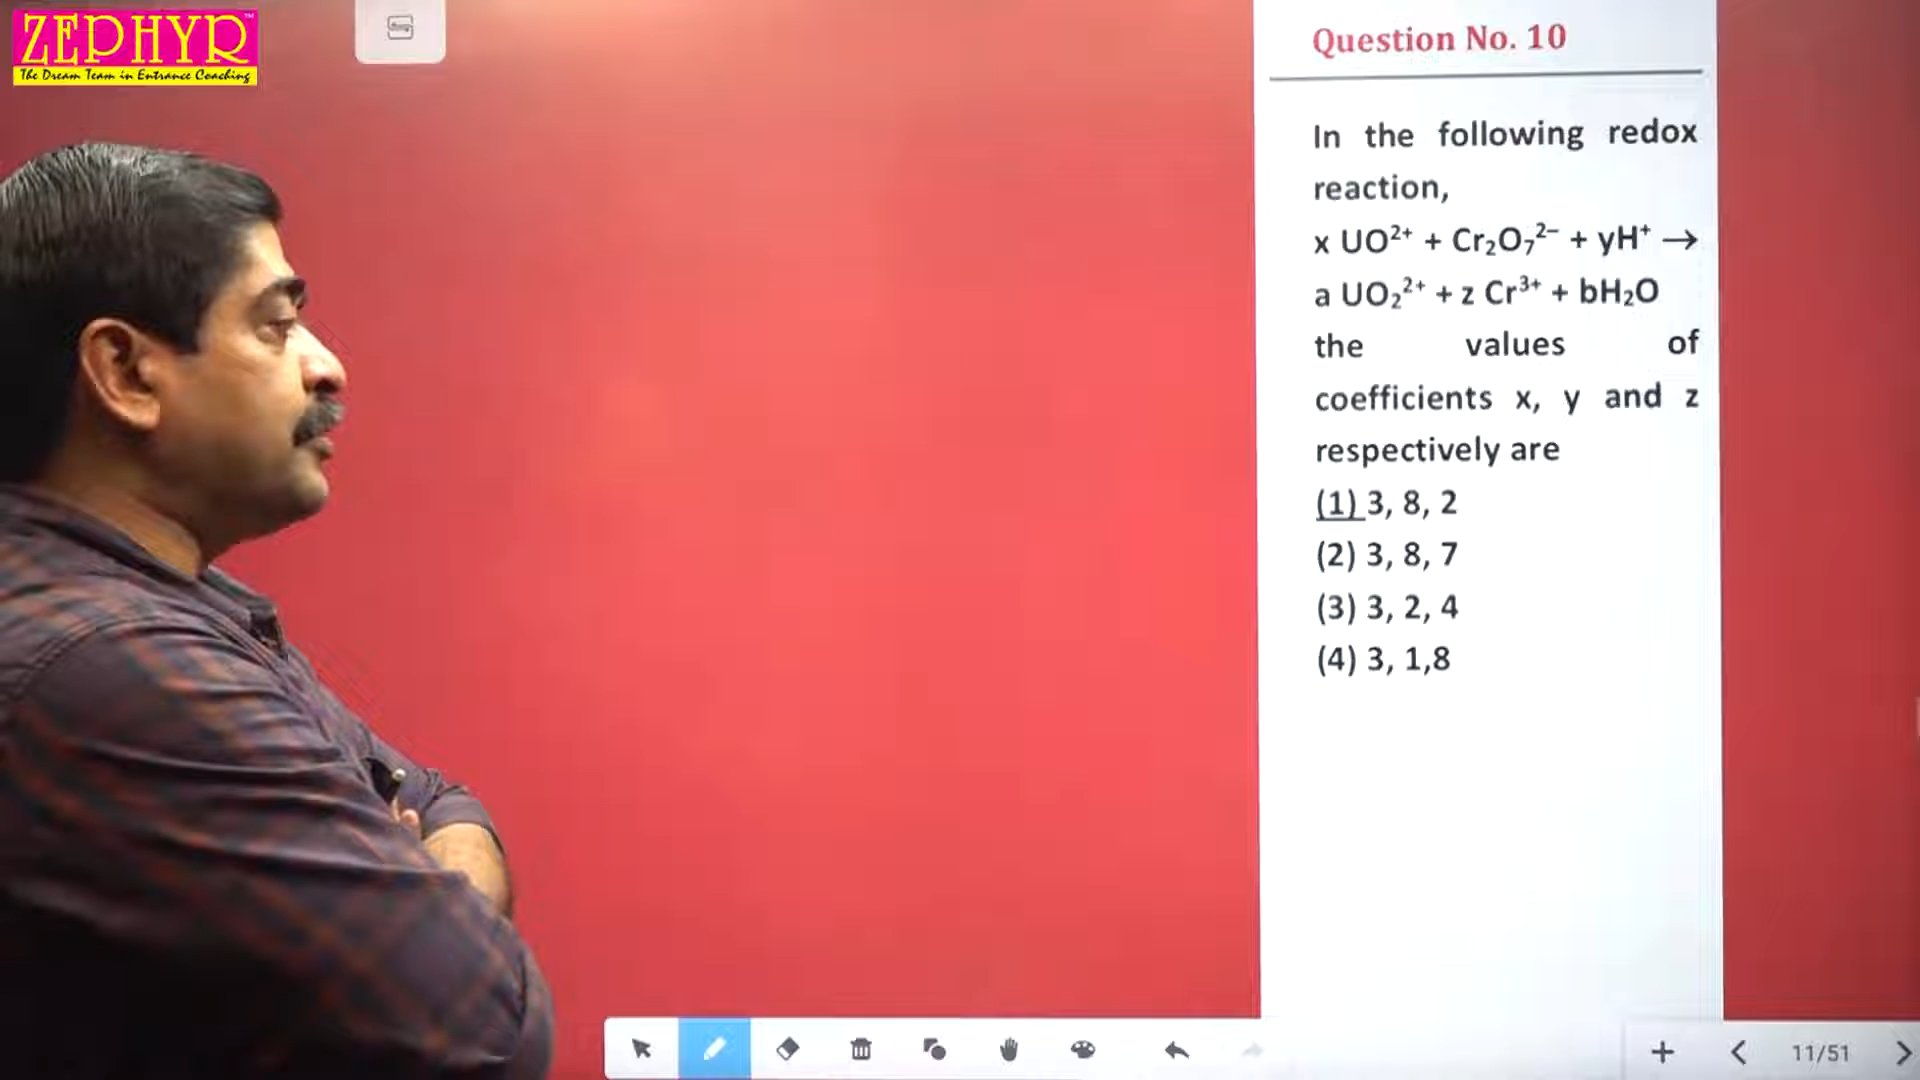 ZEPHYR™
The Dream Team in Entrance Coaching
Question No. 10
In the following redox
reaction,
x UO²⁺ + Cr₂O₇²⁻ + yH⁺ →
a UO₂²⁺ + z Cr³⁺ + bH₂O
the values of
coefficients x, y and z
respectively are
(1) 3, 8, 2
(2) 3, 8, 7
(3) 3, 2, 4
(4) 3, 1,8
11/51